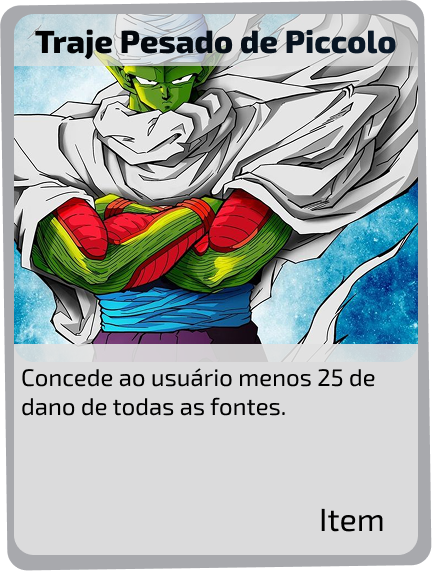 Traje Pesado de Piccolo
Concede ao usuário menos 25 de
dano de todas as fontes.
Item